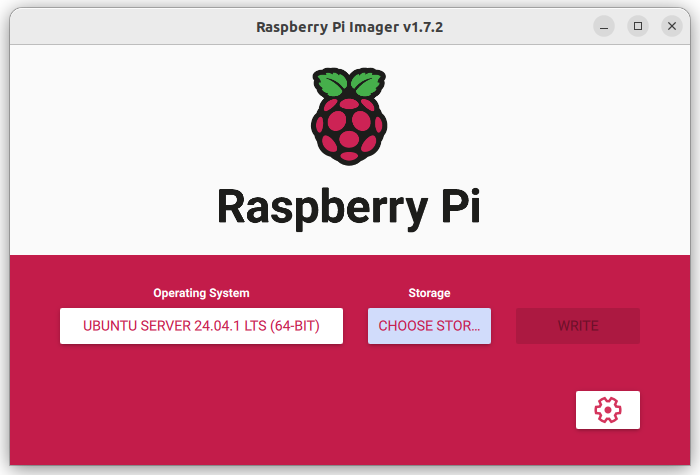 Raspberry Pi Imager v1.7.2
Raspberry Pi
Operating System
Storage
UBUNTU SERVER 24.04.1 LTS (64-BIT)
CHOOSE STOR...
WRITE